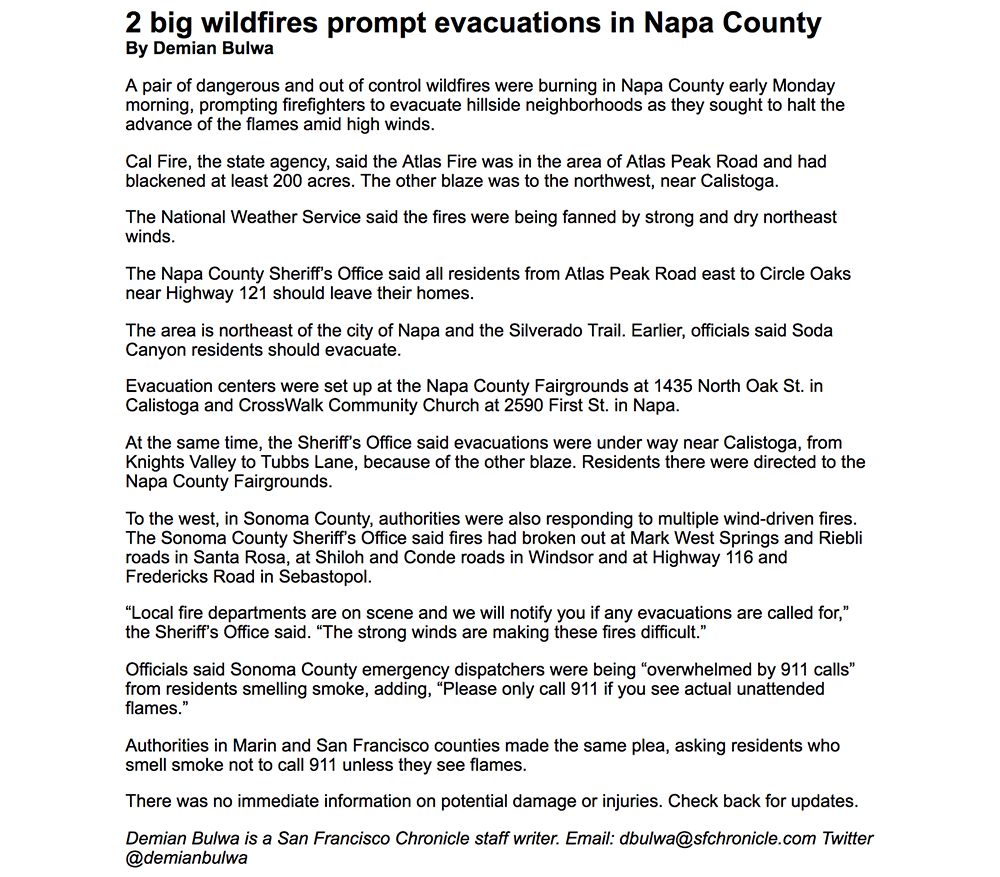 2 big wildfires prompt evacuations in Napa County
By Demian Bulwa
A pair of dangerous and out of control wildfires were burning in Napa County early Monday
morning, prompting firefighters to evacuate hillside neighborhoods as they sought to halt the
advance of the flames amid high winds.
Cal Fire, the state agency, said the Atlas Fire was in the area of Atlas Peak Road and had
blackened at least 200 acres. The other blaze was to the northwest, near Calistoga.
The National Weather Service said the fires were being fanned by strong and dry northeast
winds.
The Napa County Sheriff’s Office said all residents from Atlas Peak Road east to Circle Oaks
near Highway 121 should leave their homes.
The area is northeast of the city of Napa and the Silverado Trail. Earlier, officials said Soda
Canyon residents should evacuate.
Evacuation centers were set up at the Napa County Fairgrounds at 1435 North Oak St. in
Calistoga and CrossWalk Community Church at 2590 First St. in Napa.
At the same time, the Sheriff’s Office said evacuations were under way near Calistoga, from
Knights Valley to Tubbs Lane, because of the other blaze. Residents there were directed to the
Napa County Fairgrounds.
To the west, in Sonoma County, authorities were also responding to multiple wind-driven fires.
The Sonoma County Sheriff’s Office said fires had broken out at Mark West Springs and Riebli
roads in Santa Rosa, at Shiloh and Conde roads in Windsor and at Highway 116 and
Fredericks Road in Sebastopol.
“Local fire departments are on scene and we will notify you if any evacuations are called for,”
the Sheriff’s Office said. “The strong winds are making these fires difficult.”
Officials said Sonoma County emergency dispatchers were being “overwhelmed by 911 calls”
from residents smelling smoke, adding, “Please only call 911 if you see actual unattended
flames.”
Authorities in Marin and San Francisco counties made the same plea, asking residents who
smell smoke not to call 911 unless they see flames.
There was no immediate information on potential damage or injuries. Check back for updates.
Demian Bulwa is a San Francisco Chronicle staff writer. Email: dbulwa@sfchronicle.com Twitter
@demianbulwa